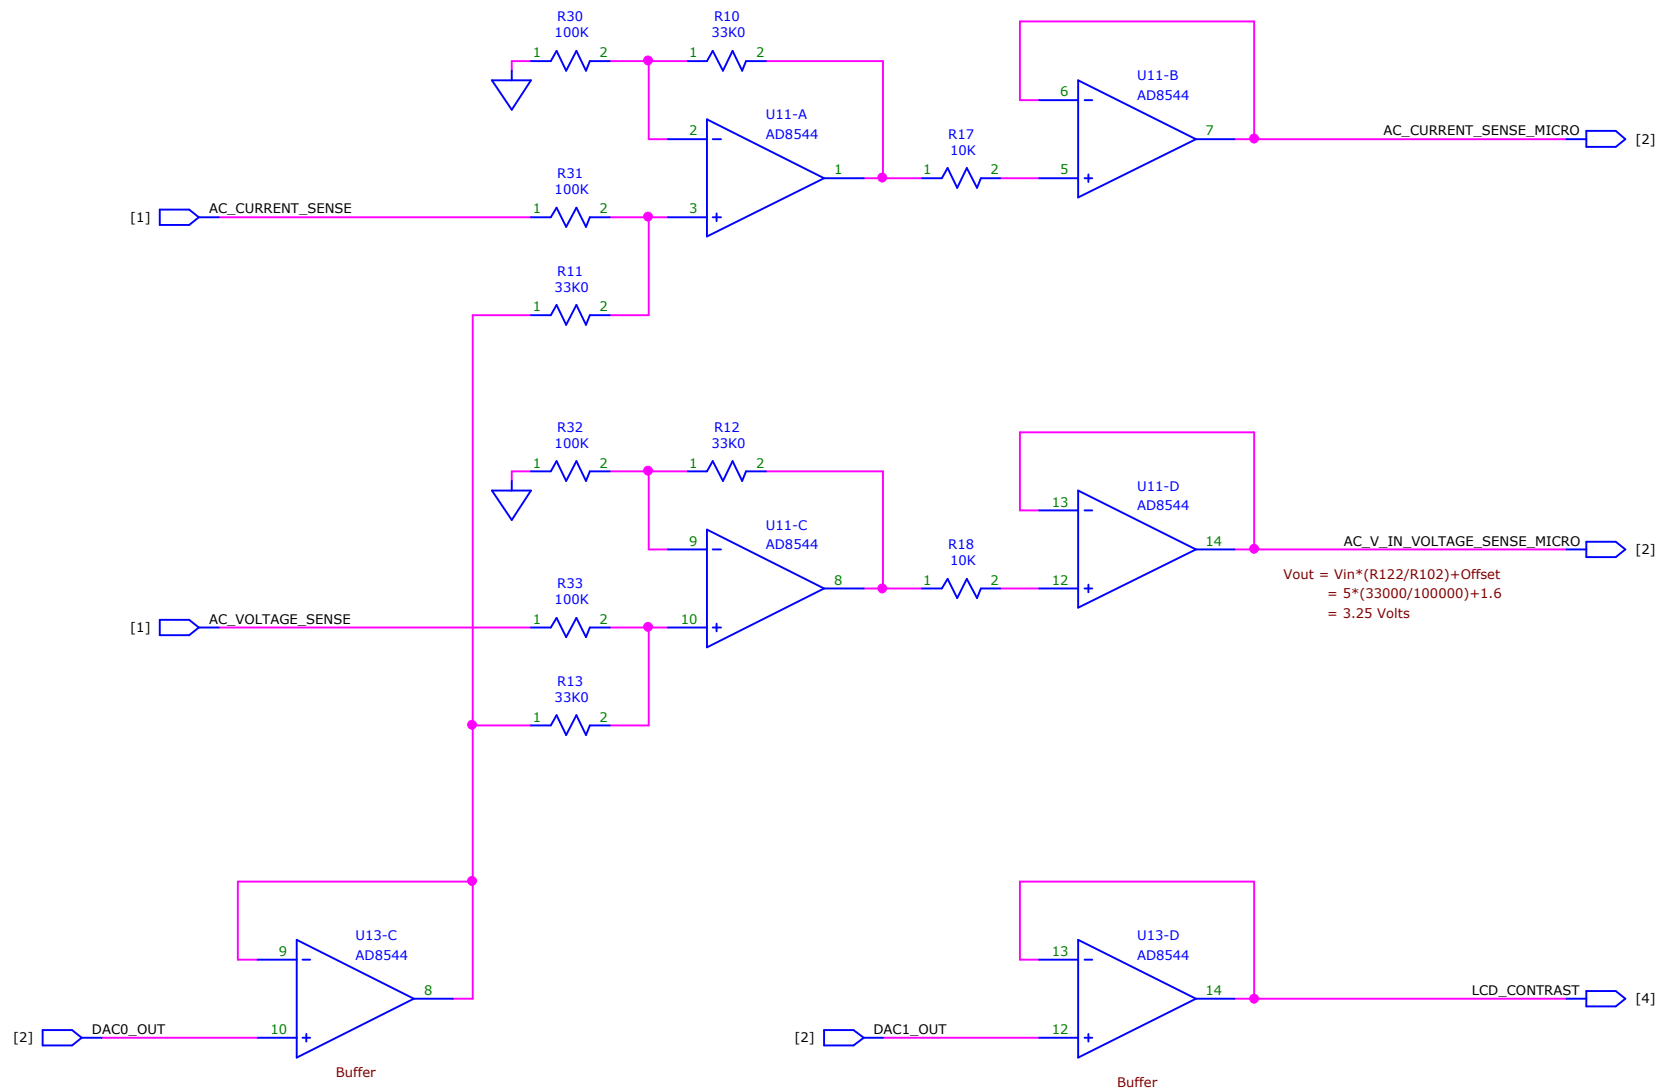 R30
100K
1
2
R10
33K0
1
2
U11-A
AD8544
2
3
1
U11-B
AD8544
6
5
7
R17
10K
1
2
AC_CURRENT_SENSE_MICRO
[2]
R31
100K
1
2
[1]
AC_CURRENT_SENSE
R11
33K0
1
2
R32
100K
1
2
R12
33K0
1
2
U11-C
AD8544
9
10
8
U11-D
AD8544
13
12
14
R18
10K
1
2
AC_V_IN_VOLTAGE_SENSE_MICRO
[2]
Vout = Vin*(R122/R102)+Offset
= 5*(33000/100000)+1.6
= 3.25 Volts
R33
100K
1
2
[1]
AC_VOLTAGE_SENSE
R13
33K0
1
2
U13-C
AD8544
9
10
8
[2]
DAC0_OUT
Buffer
U13-D
AD8544
13
12
14
LCD_CONTRAST
[4]
[2]
DAC1_OUT
Buffer